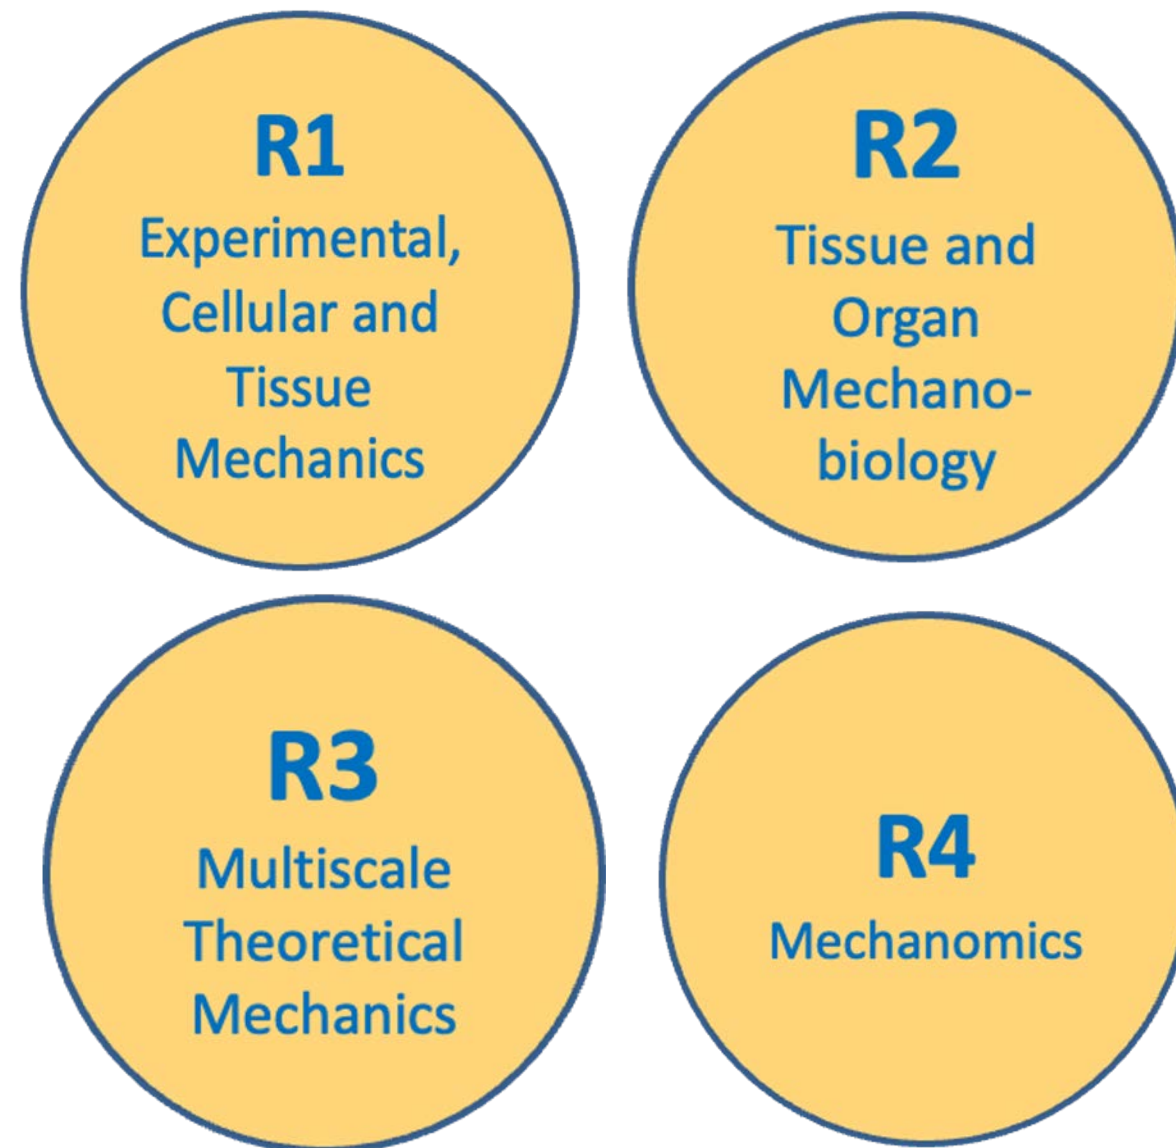 R1
Experimental,
Cellular and
Tissue
Mechanics
R2
Tissue and
Organ
Mechano-
biology
R3
Multiscale
Theoretical
Mechanics
R4
Mechanomics